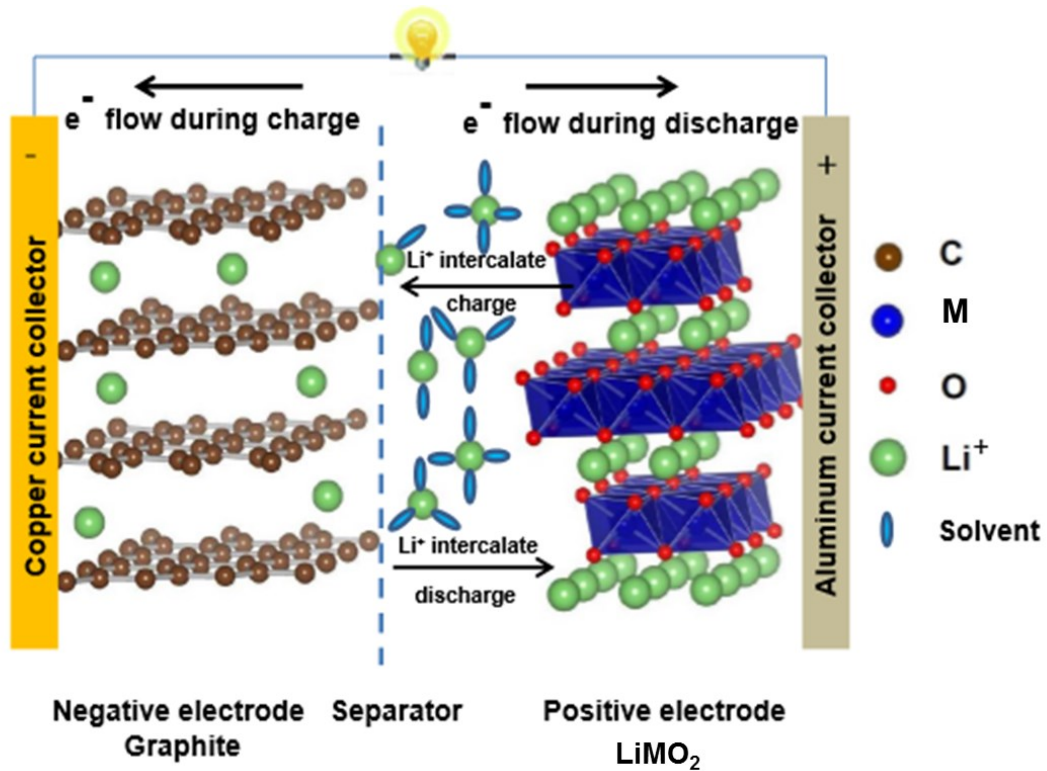 e⁻ flow during charge
e⁻ flow during discharge
-
+
Copper current collector
Aluminum current collector
Li⁺ intercalate
charge
Li⁺ intercalate
discharge
C
M
O
Li⁺
Solvent
Negative electrode
Graphite
Separator
Positive electrode
LiMO₂